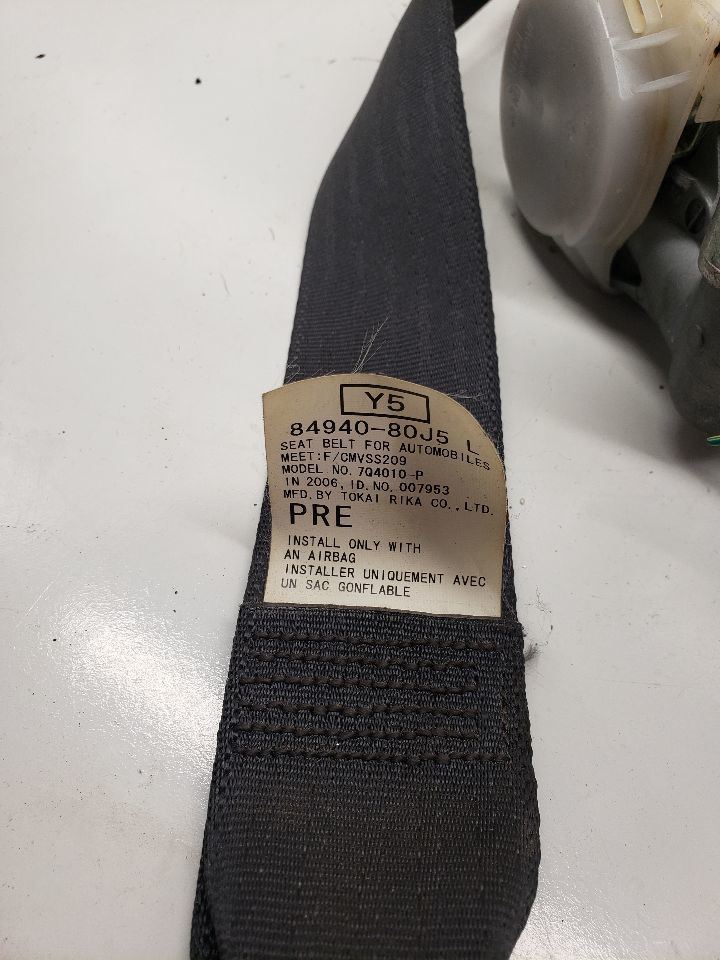 Y5
84940-80J5 L
SEAT BELT FOR AUTOMOBILES
MEET:F/CMVSS209
MODEL NO. 7Q4010-P
IN 2006, ID.NO. 007953
MFD.BY TOKAI RIKA CO.,LTD.
PRE
INSTALL ONLY WITH
AN AIRBAG
INSTALLER UNIQUEMENT AVEC
UN SAC GONFLABLE